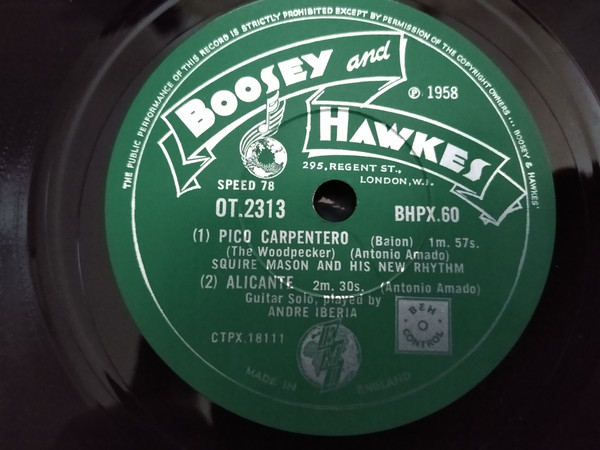 THE PUBLIC PERFORMANCE OF THIS RECORD IS STRICTLY PROHIBITED EXCEPT BY PERMISSION OF THE COPYRIGHT OWNERS... BOOSEY & HAWKES'
BOOSEY and
HAWKES
℗ 1958
295, REGENT ST.,
LONDON, W.1.
SPEED 78
OT.2313
BHPX.60
(1) PICO CARPENTERO (Baion) 1m. 57s.
(The Woodpecker) (Antonio Amado)
SQUIRE MASON AND HIS NEW RHYTHM
(2) ALICANTE 2m. 30s. (Antonio Amado)
Guitar Solo, played by
ANDRE IBERIA
CTPX.18111
B&H
CONTROL
MADE IN ENGLAND